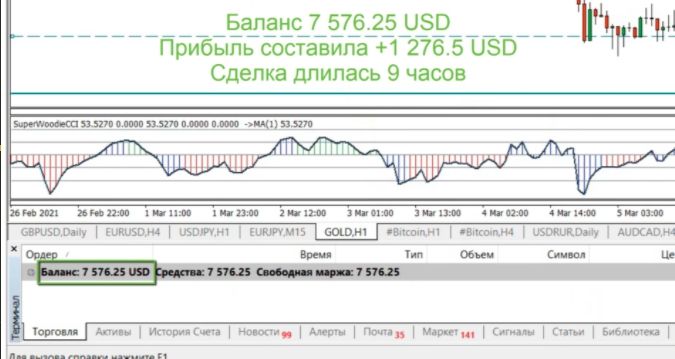 Баланс 7 576.25 USD
Прибыль составила +1 276.5 USD
Сделка длилась 9 часов
SuperWoodieCCI 53.5270 0.0000 53.5270 0.0000 0.0000 ->MA(1) 53.5270
26 Feb 2021 26 Feb 22:00 1 Mar 11:00 1 Mar 23:00 2 Mar 12:00 3 Mar 01:00 3 Mar 13:00 4 Mar 02:00 4 Mar 14:00 5 Mar 03:00
GBPUSD,Daily EURUSD,H4 USDJPY,H1 EURJPY,M15 GOLD,H1 #Bitcoin,H1 #Bitcoin,H4 USDRUR,Daily AUDCAD,H4
Ордер / Время Тип Объем Символ Це
Баланс: 7 576.25 USD Средства: 7 576.25 Свободная маржа: 7 576.25
Терминал
Торговля Активы История Счета Новости 99 Алерты Почта 35 Маркет 141 Сигналы Статьи Библиотека
Для вызова справки нажмите F1